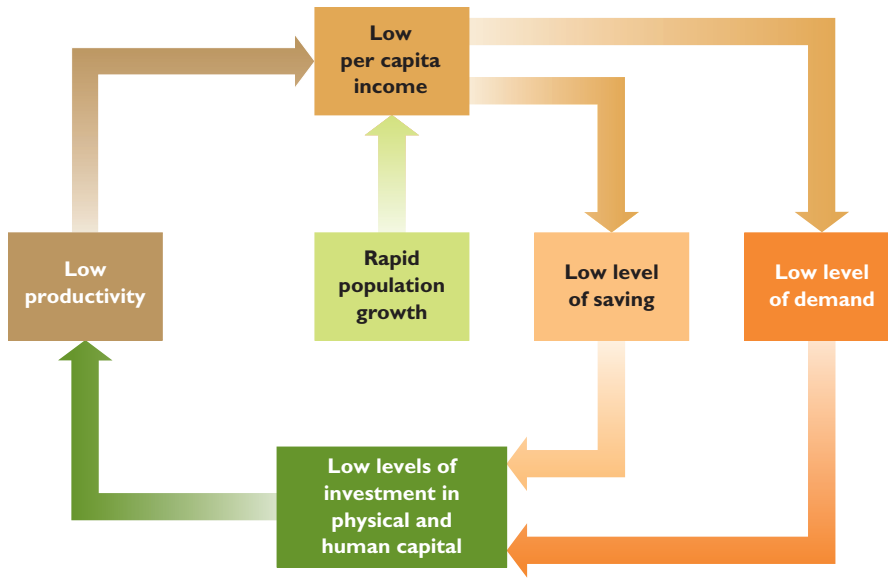 Low
per capita
income
Low
productivity
Rapid
population
growth
Low level
of saving
Low level
of demand
Low levels of
investment in
physical and
human capital